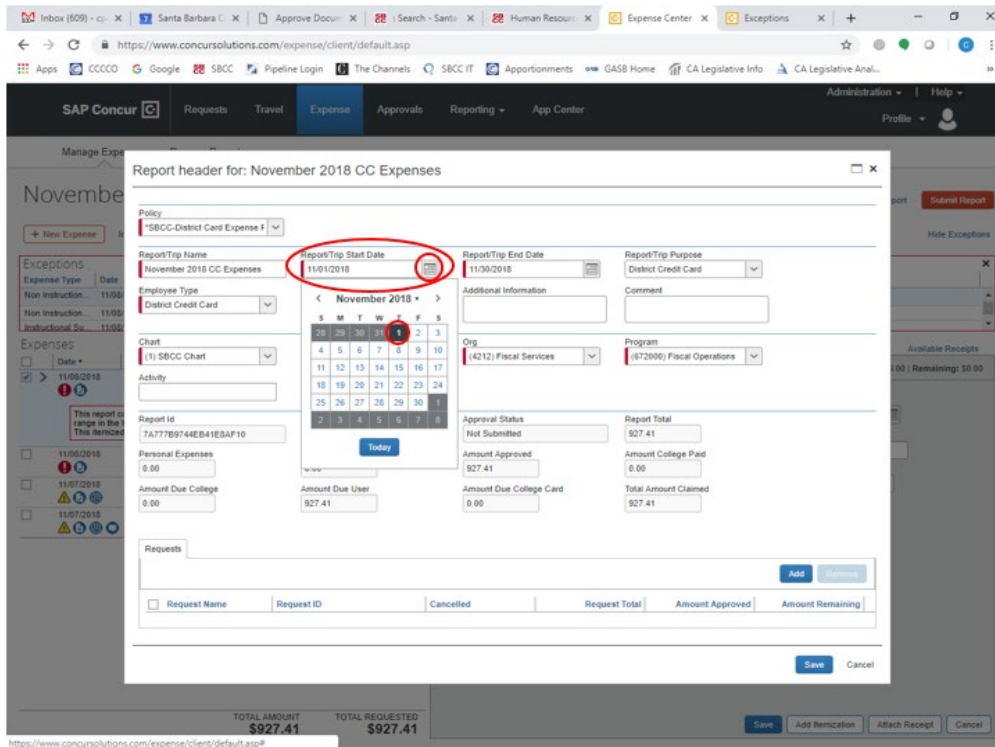 Inbox (609) - cp
Santa Barbara C
Approve Docum
: Search - Santa
Human Resourc
Expense Center
Exceptions
https://www.concursolutions.com/expense/client/default.asp
Apps CCCCO Google SBCC Pipeline Login The Channels SBCC IT Apportionments GASB Home CA Legislative Info CA Legislative Anal...
Administration | Help
SAP Concur Requests Travel Expense Approvals Reporting App Center
Profile
Manage Expe
Report header for: November 2018 CC Expenses
Novembe
port Submit Report
+ New Expense
Hide Exceptions
Policy
*SBCC-District Card Expense F
Report/Trip Name Report/Trip Start Date Report/Trip End Date Report/Trip Purpose
November 2018 CC Expenses 11/01/2018 11/30/2018 District Credit Card
Exceptions
Expense Type Date
Non Instruction... 11/08/
Non Instruction... 11/08/
Instructional Su... 11/08/
Employee Type Additional Information Comment
District Credit Card
November 2018
S M T W T F S
28 29 30 31 1 2 3
4 5 6 7 8 9 10
11 12 13 14 15 16 17
18 19 20 21 22 23 24
25 26 27 28 29 30 1
2 3 4 5 6 7 8
Today
Chart Org Program
(1) SBCC Chart (4212) Fiscal Services (672000) Fiscal Operations
Activity
Expenses
Date
Available Receipts
.00 | Remaining: $0.00
11/08/2018
This report c
range in the
This itemized
11/08/2018
11/07/2018
11/07/2018
Report Id Approval Status Report Total
7A777B9744EB41E8AF10 Not Submitted 927.41
Personal Expenses Amount Approved Amount College Paid
0.00 0.00 927.41 0.00
Amount Due College Amount Due User Amount Due College Card Total Amount Claimed
0.00 927.41 0.00 927.41
Requests
Add Remove
Request Name Request ID Cancelled Request Total Amount Approved Amount Remaining
Save Cancel
TOTAL AMOUNT TOTAL REQUESTED
$927.41 $927.41
Save Add Itemization Attach Receipt Cancel
https://www.concursolutions.com/expense/client/default.asp#